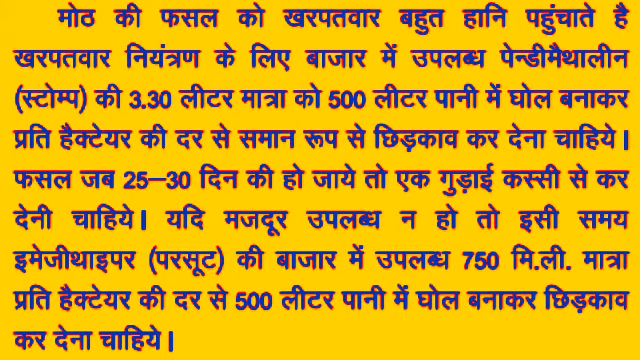 मोठ की फसल को खरपतवार बहुत हानि पहुंचाते है
खरपतवार नियंत्रण के लिए बाजार में उपलब्ध पेन्डीमैथालीन
(स्टोम्प) की 3.30 लीटर मात्रा को 500 लीटर पानी में घोल बनाकर
प्रति हैक्टेयर की दर से समान रूप से छिड़काव कर देना चाहिये।
फसल जब 25–30 दिन की हो जाये तो एक गुड़ाई कस्सी से कर
देनी चाहिये। यदि मजदूर उपलब्ध न हो तो इसी समय
इमेजीथाइपर (परसूट) की बाजार में उपलब्ध 750 मि.ली. मात्रा
प्रति हैक्टेयर की दर से 500 लीटर पानी में घोल बनाकर छिड़काव
कर देना चाहिये।